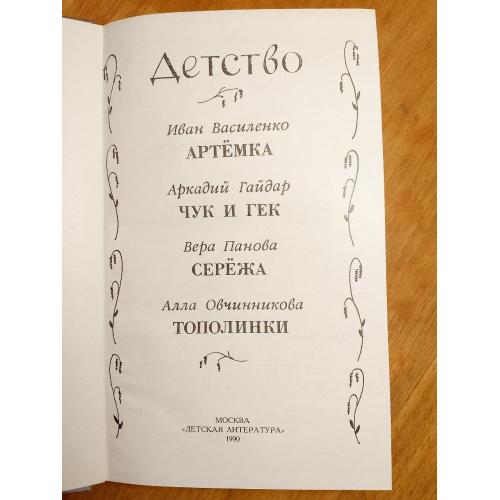 Детство
Иван Василенко
АРТЁМКА
Аркадий Гайдар
ЧУК И ГЕК
Вера Панова
СЕРЁЖА
Алла Овчинникова
ТОПОЛИНКИ
МОСКВА
«ДЕТСКАЯ ЛИТЕРАТУРА»
1990